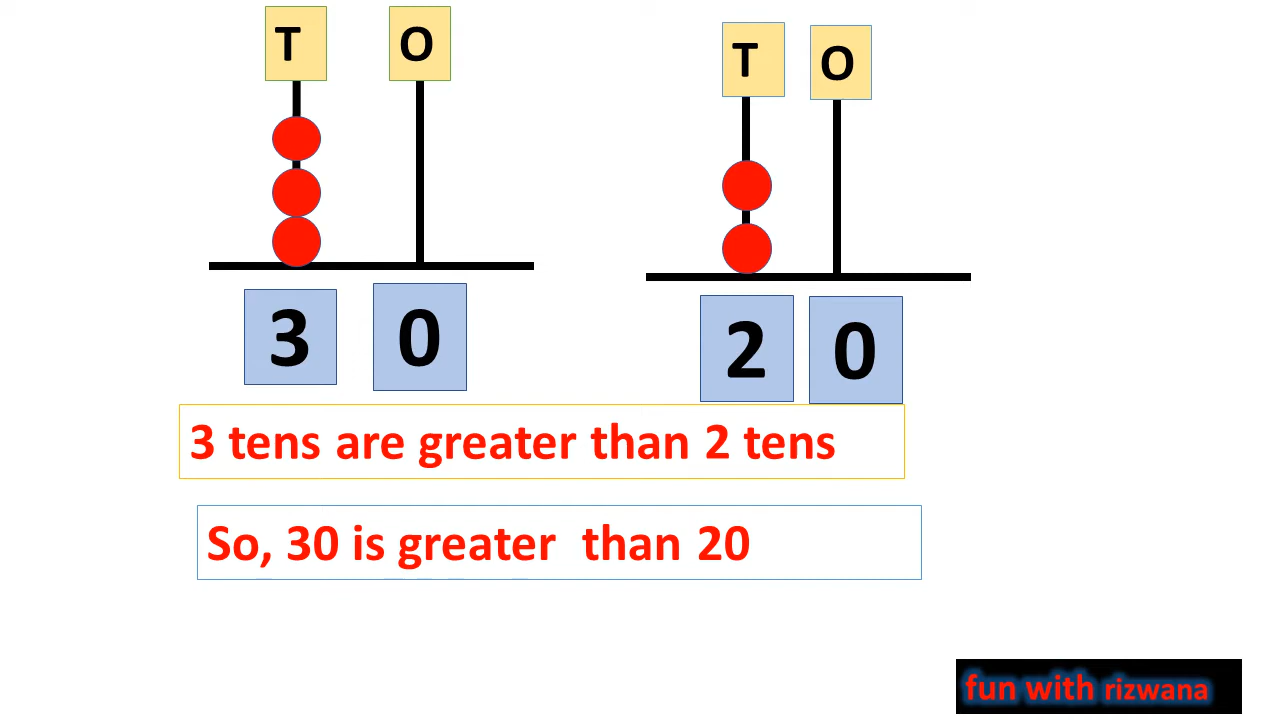 T O
T O
3 0
2 0
3 tens are greater than 2 tens
So, 30 is greater than 20
fun with rizwana